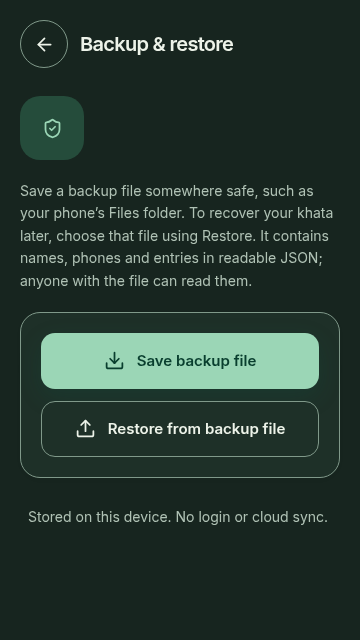 Backup & restore
Save a backup file somewhere safe, such as
your phone's Files folder. To recover your khata
later, choose that file using Restore. It contains
names, phones and entries in readable JSON;
anyone with the file can read them.
Save backup file
Restore from backup file
Stored on this device. No login or cloud sync.